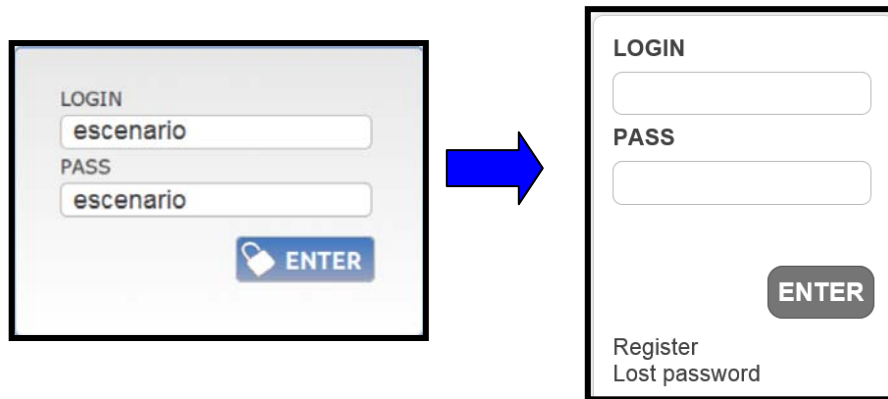 LOGIN
escenario
PASS
escenario
ENTER
LOGIN
PASS
ENTER
Register
Lost password